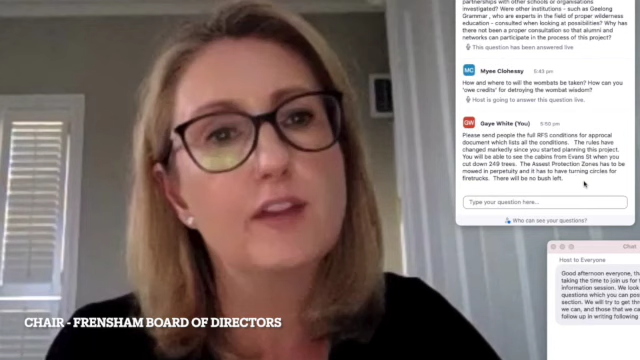 partnerships with other schools or organisations
investigated? Were other institutions - such as Geelong
Grammar , who are experts in the field of proper wilderness
education - consulted when looking at possibilities? Why has
there not been a proper consultation so that alumni and
networks can participate in the process of this project?
This question has been answered live
MC
Myee Clohessy 5:43 pm
How and where to will the wombats be taken? How can you
'owe credits' for detroying the wombat wisdom?
Host is going to answer this question live.
GW
Gaye White (You) 5:50 pm
Please send people the full RFS conditions for approcal
document which lists all the conditions. The rules have
changed markedly since you started planning this project.
You will be able to see the cabins from Evans St when you
cut down 249 trees. The Assest Protection Zones has to be
mowed in perpetuity and it has to have turning circles for
firetrucks. There will be no bush left.
Type your question here...
Who can see your questions?
Chat
Host to Everyone
Good afternoon everyone, th
taking the time to join us for
information session. We look
questions which you can pos
section. We will try to get thr
we can, and those that we ca
follow up in writing following
CHAIR - FRENSHAM BOARD OF DIRECTORS